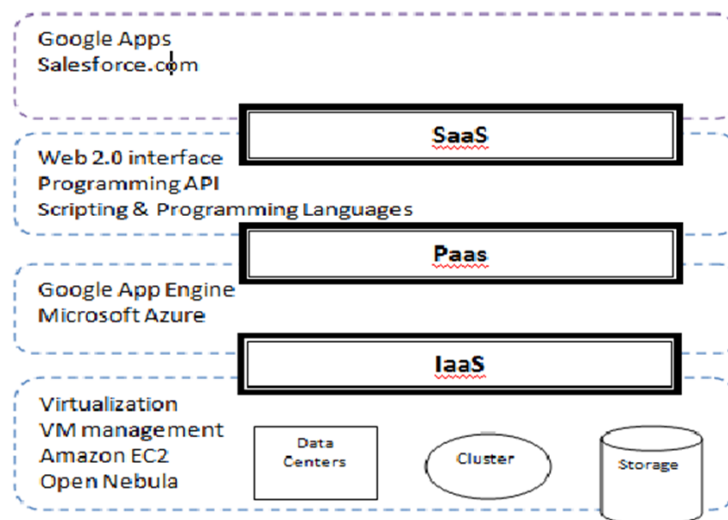 Google Apps
Salesforce.com
SaaS
Web 2.0 interface
Programming API
Scripting & Programming Languages
Paas
Google App Engine
Microsoft Azure
IaaS
Virtualization
VM management
Amazon EC2
Open Nebula
Data
Centers
Cluster
Storage